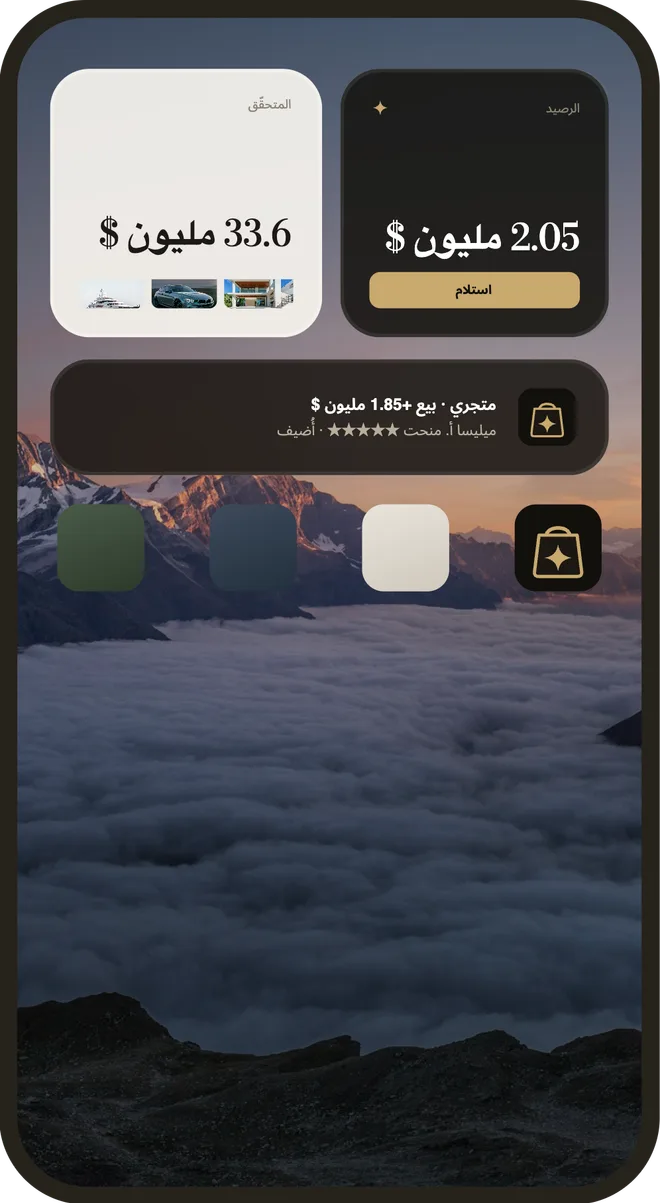 الرصيد
2.05 مليون $
استلام
المتحقّق
33.6 مليون $
متجري · بيع +1.85 مليون $
ميليسا أ. منحت ★★★★★ · أُضيف